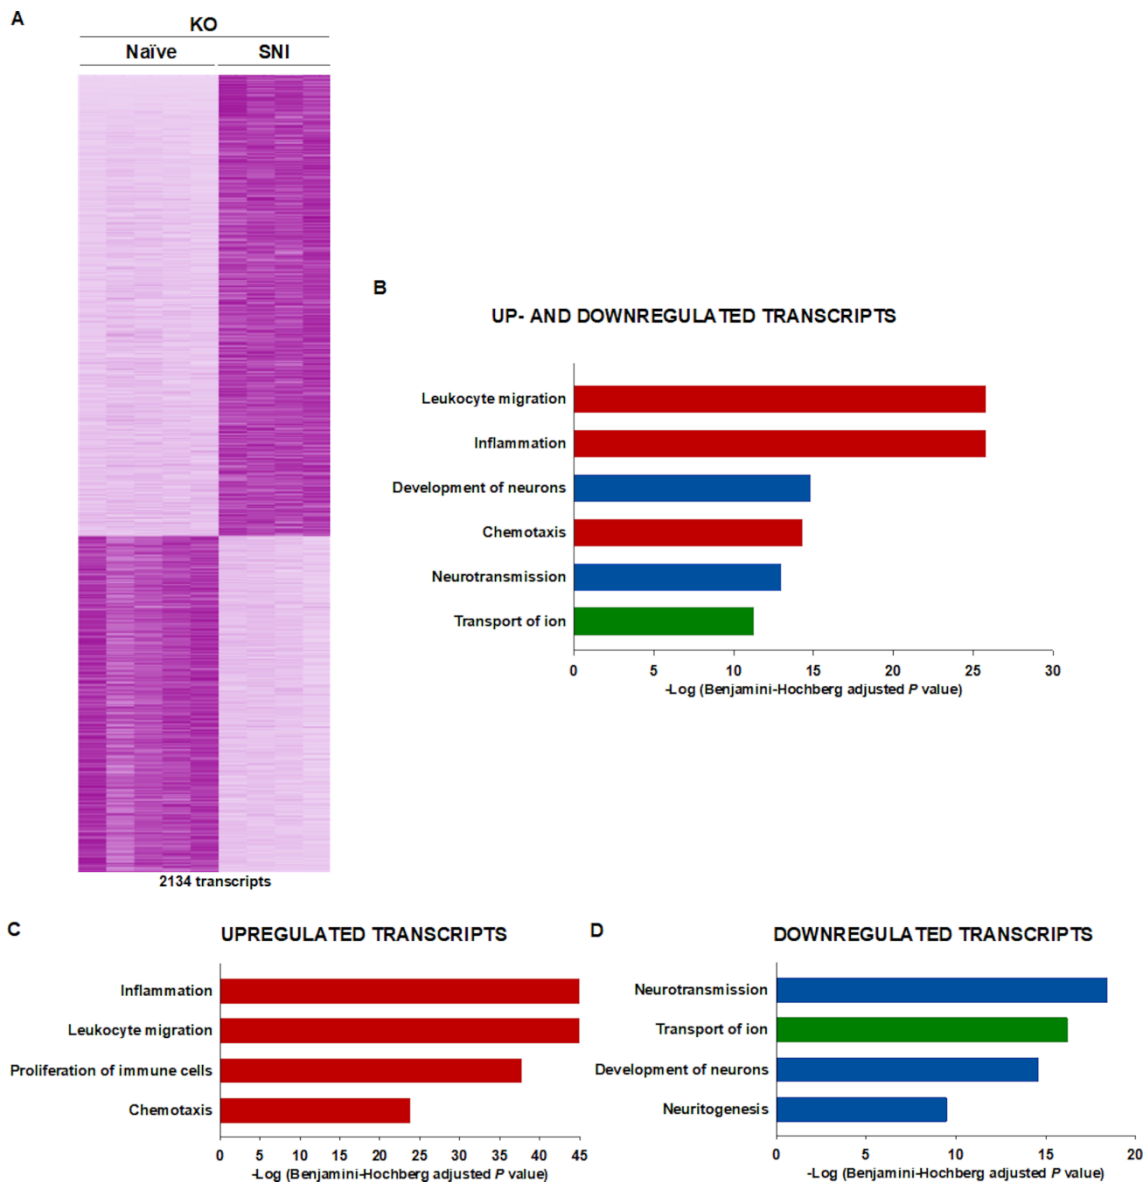 A
KO
Naïve SNI
2134 transcripts
B
UP- AND DOWNREGULATED TRANSCRIPTS
Leukocyte migration
Inflammation
Development of neurons
Chemotaxis
Neurotransmission
Transport of ion
0 5 10 15 20 25 30
-Log (Benjamini-Hochberg adjusted P value)
C
UPREGULATED TRANSCRIPTS
Inflammation
Leukocyte migration
Proliferation of immune cells
Chemotaxis
0 5 10 15 20 25 30 35 40 45
-Log (Benjamini-Hochberg adjusted P value)
D
DOWNREGULATED TRANSCRIPTS
Neurotransmission
Transport of ion
Development of neurons
Neuritogenesis
0 5 10 15 20
-Log (Benjamini-Hochberg adjusted P value)